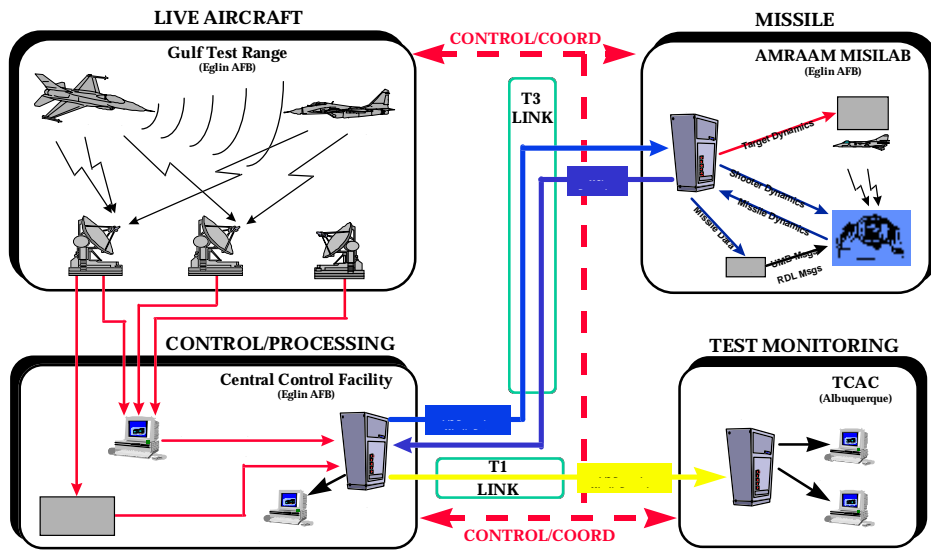 LIVE AIRCRAFT
Gulf Test Range
(Eglin AFB)
CONTROL/COORD
T3
LINK
MISSILE
AMRAAM MISILAB
(Eglin AFB)
Target Dynamics
Shooter Dynamics
Missile Dynamics
Missile Data
UMB Msgs
RDL Msgs
CONTROL/PROCESSING
Central Control Facility
(Eglin AFB)
T1
LINK
CONTROL/COORD
TEST MONITORING
TCAC
(Albuquerque)